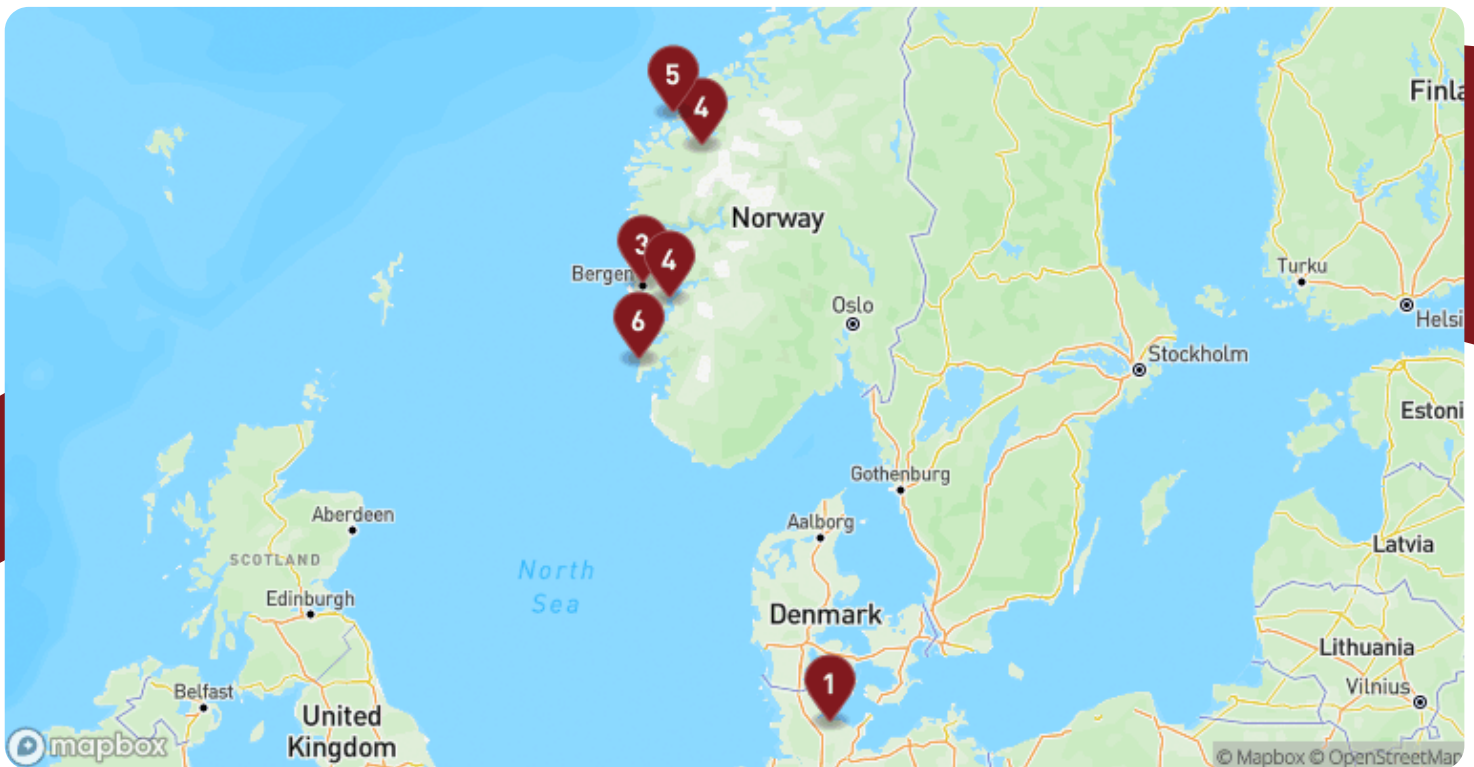 5
4
Finla
Norway
3
4
Bergen
Turku
6
Oslo
Helsi
Stockholm
Estoni
Gothenburg
Aberdeen
Aalborg
SCOTLAND
Latvia
North
Sea
Edinburgh
Denmark
Lithuania
1
Vilnius
Belfast
United
Kingdom
mapbox
© Mapbox © OpenStreetMap